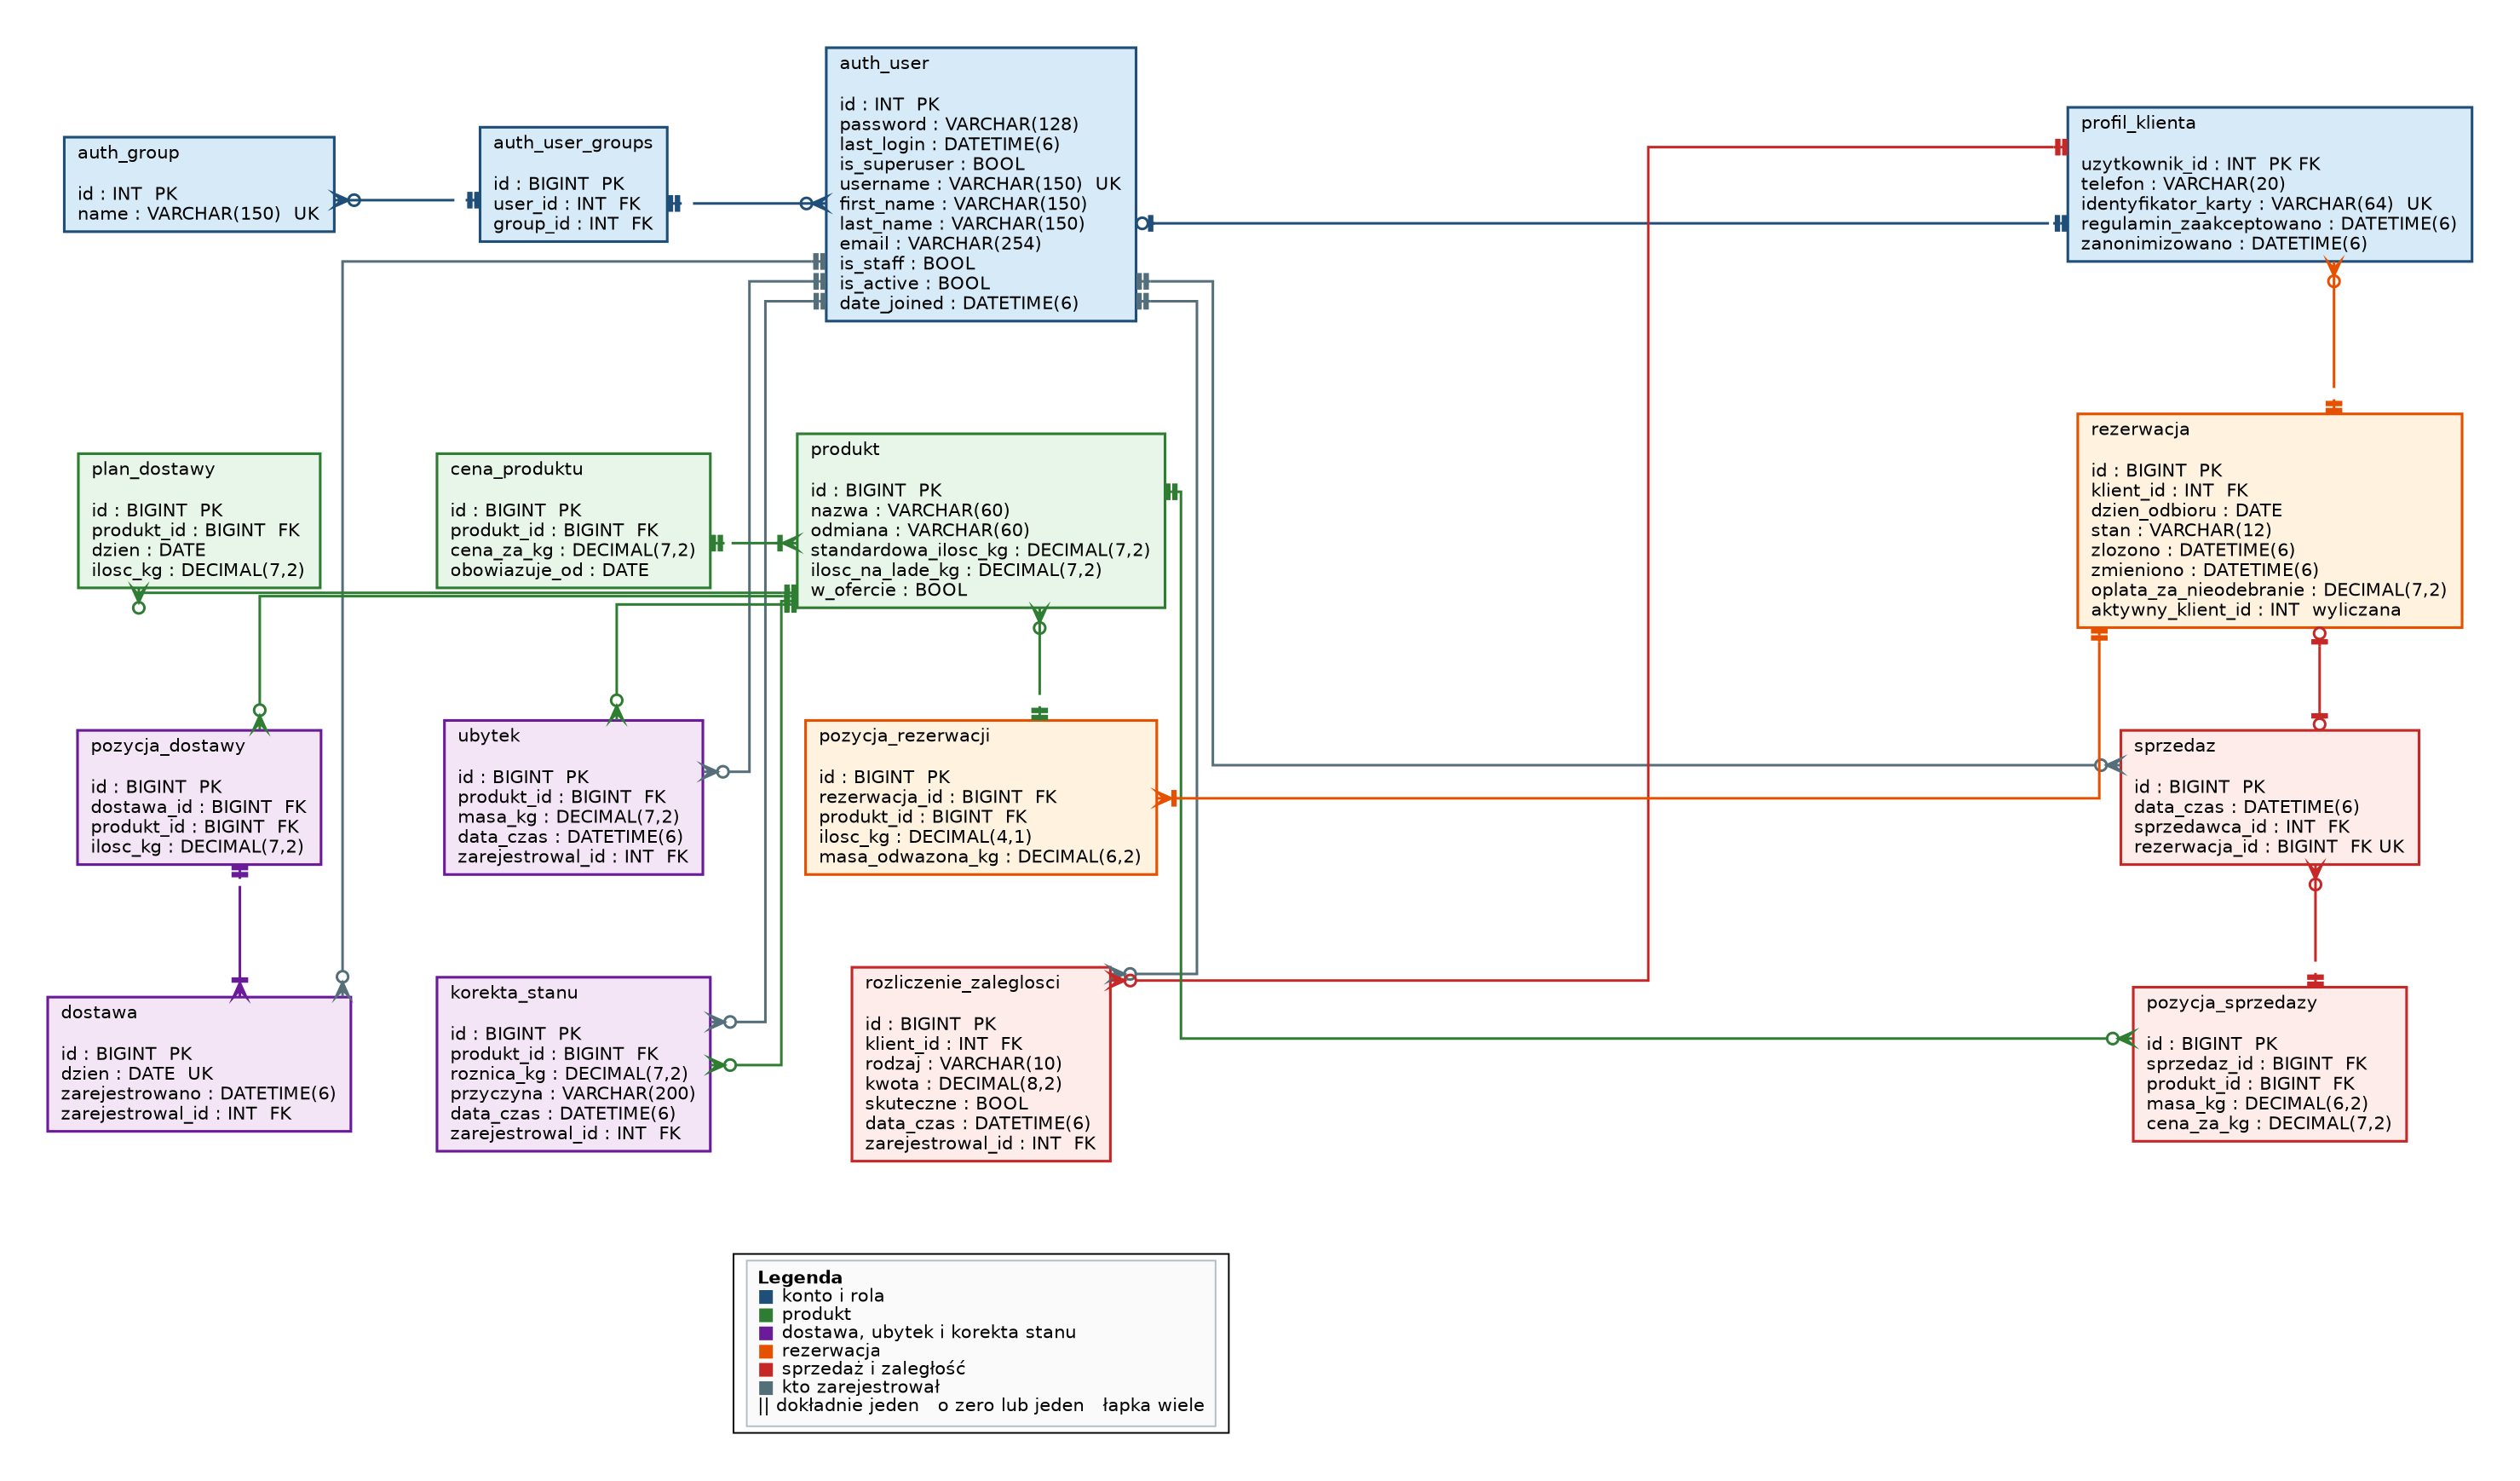 auth_user
id : INT  PK
password : VARCHAR(128)
last_login : DATETIME(6)
is_superuser : BOOL
username : VARCHAR(150)  UK
first_name : VARCHAR(150)
last_name : VARCHAR(150)
email : VARCHAR(254)
is_staff : BOOL
is_active : BOOL
date_joined : DATETIME(6)
auth_group
id : INT  PK
name : VARCHAR(150)  UK
auth_user_groups
id : BIGINT  PK
user_id : INT  FK
group_id : INT  FK
profil_klienta
uzytkownik_id : INT  PK FK
telefon : VARCHAR(20)
identyfikator_karty : VARCHAR(64)  UK
regulamin_zaakceptowano : DATETIME(6)
zanonimizowano : DATETIME(6)
plan_dostawy
id : BIGINT  PK
produkt_id : BIGINT  FK
dzien : DATE
ilosc_kg : DECIMAL(7,2)
cena_produktu
id : BIGINT  PK
produkt_id : BIGINT  FK
cena_za_kg : DECIMAL(7,2)
obowiazuje_od : DATE
produkt
id : BIGINT  PK
nazwa : VARCHAR(60)
odmiana : VARCHAR(60)
standardowa_ilosc_kg : DECIMAL(7,2)
ilosc_na_lade_kg : DECIMAL(7,2)
w_ofercie : BOOL
rezerwacja
id : BIGINT  PK
klient_id : INT  FK
dzien_odbioru : DATE
stan : VARCHAR(12)
zlozono : DATETIME(6)
zmieniono : DATETIME(6)
oplata_za_nieodebranie : DECIMAL(7,2)
aktywny_klient_id : INT  wyliczana
pozycja_dostawy
id : BIGINT  PK
dostawa_id : BIGINT  FK
produkt_id : BIGINT  FK
ilosc_kg : DECIMAL(7,2)
ubytek
id : BIGINT  PK
produkt_id : BIGINT  FK
masa_kg : DECIMAL(7,2)
data_czas : DATETIME(6)
zarejestrowal_id : INT  FK
pozycja_rezerwacji
id : BIGINT  PK
rezerwacja_id : BIGINT  FK
produkt_id : BIGINT  FK
ilosc_kg : DECIMAL(4,1)
masa_odwazona_kg : DECIMAL(6,2)
sprzedaz
id : BIGINT  PK
data_czas : DATETIME(6)
sprzedawca_id : INT  FK
rezerwacja_id : BIGINT  FK UK
dostawa
id : BIGINT  PK
dzien : DATE  UK
zarejestrowano : DATETIME(6)
zarejestrowal_id : INT  FK
korekta_stanu
id : BIGINT  PK
produkt_id : BIGINT  FK
roznica_kg : DECIMAL(7,2)
przyczyna : VARCHAR(200)
data_czas : DATETIME(6)
zarejestrowal_id : INT  FK
rozliczenie_zaleglosci
id : BIGINT  PK
klient_id : INT  FK
rodzaj : VARCHAR(10)
kwota : DECIMAL(8,2)
skuteczne : BOOL
data_czas : DATETIME(6)
zarejestrowal_id : INT  FK
pozycja_sprzedazy
id : BIGINT  PK
sprzedaz_id : BIGINT  FK
produkt_id : BIGINT  FK
masa_kg : DECIMAL(6,2)
cena_za_kg : DECIMAL(7,2)
Legenda
konto i rola
produkt
dostawa, ubytek i korekta stanu
rezerwacja
sprzedaż i zaległość
kto zarejestrował
|| dokładnie jeden   o zero lub jeden   łapka wiele